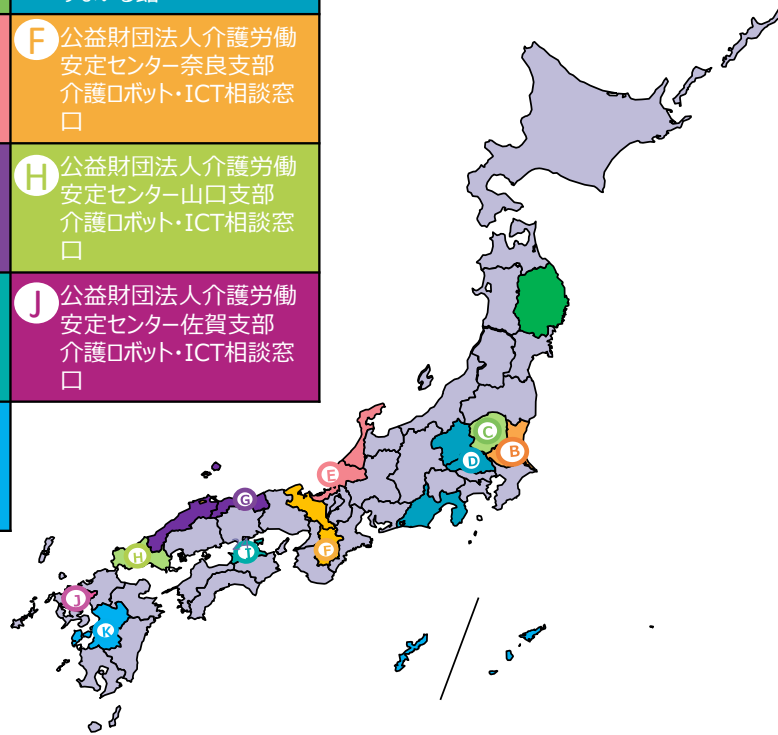 F
公益財団法人介護労働
安定センター奈良支部
介護ロボット・ICT相談窓
口
H
公益財団法人介護労働
安定センター山口支部
介護ロボット・ICT相談窓
口
J
公益財団法人介護労働
安定センター佐賀支部
介護ロボット・ICT相談窓
口
C
B
D
E
G
F
H
I
J
K